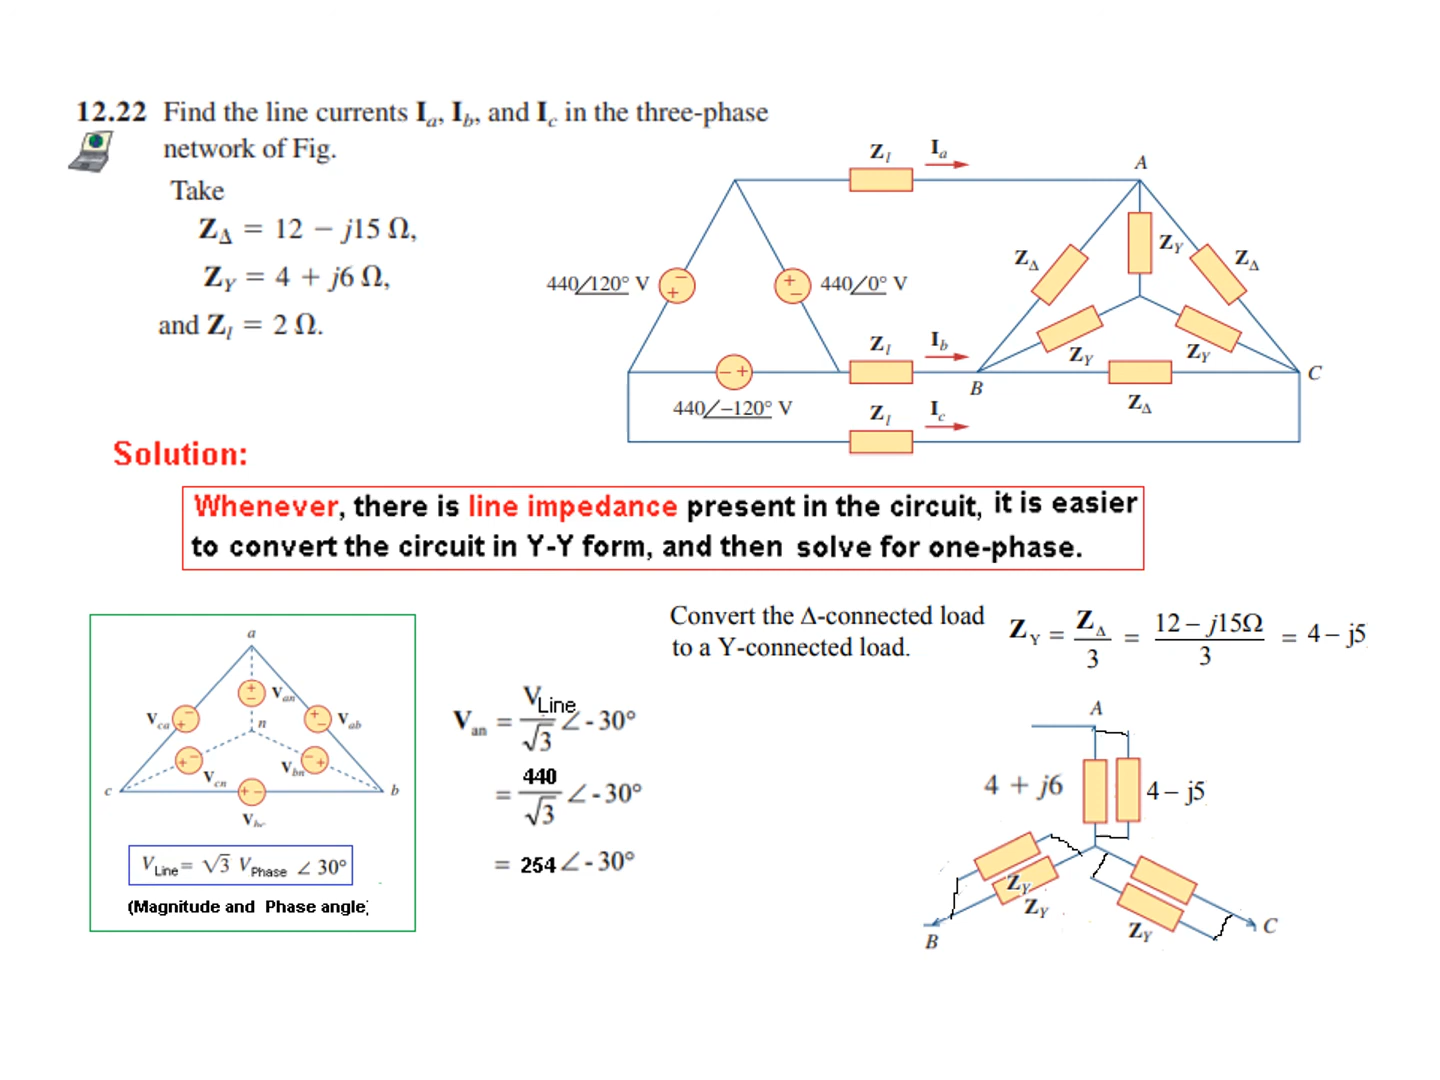 12.22 Find the line currents Ia, Ib, and Ic in the three-phase
network of Fig.
Take
ZΔ = 12 − j15 Ω,
ZY = 4 + j6 Ω,
and Zl = 2 Ω.
Zl Ia
A
440/120° V
− +
+ −
440/0° V
ZΔ
ZY
ZΔ
Zl Ib
ZY
ZY
B
C
− +
440/−120° V
Zl Ic
ZΔ
Solution:
Whenever, there is line impedance present in the circuit, it is easier
to convert the circuit in Y-Y form, and then solve for one-phase.
a
Van
Vca
Vab
n
Vcn
Vbn
c
b
VLine = √3 VPhase ∠ 30°
(Magnitude and Phase angle
Van = VLine/√3 ∠ - 30°
= 440/√3 ∠ - 30°
= 254 ∠ - 30°
Convert the Δ-connected load
to a Y-connected load.
ZY = ZΔ/3 = 12 − j15Ω/3 = 4 − j5
A
4 + j6
4 − j5
ZY
ZY
B
ZY
C